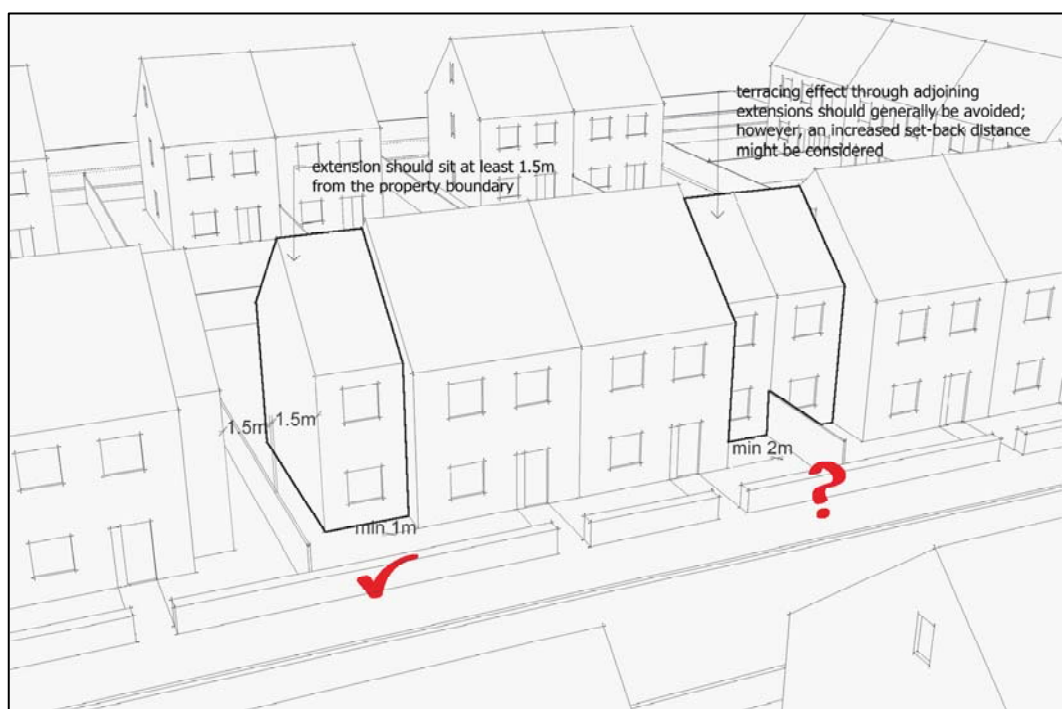 terracing effect through adjoining
extensions should generally be avoided;
however, an increased set-back distance
might be considered
extension should sit at least 1.5m
from the property boundary
1.5m
1.5m
min 2m
min 1m
?